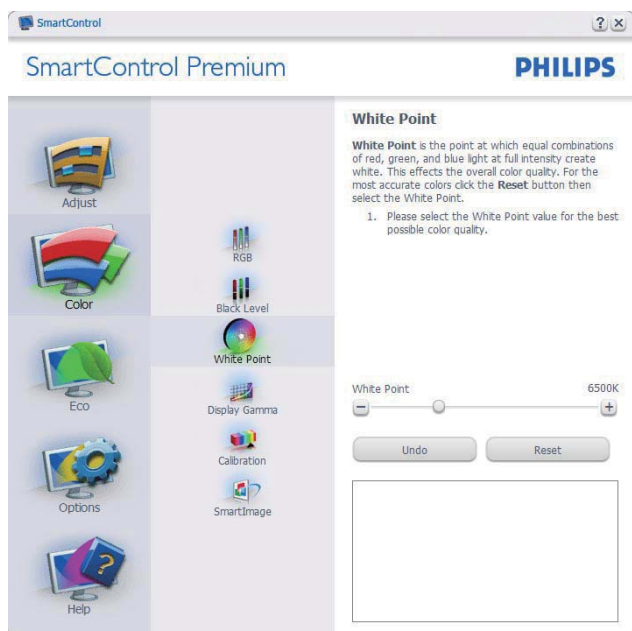 SmartControl
? ×
SmartControl Premium
PHILIPS
Adjust
Color
Eco
Options
Help
RGB
Black Level
White Point
Display Gamma
Calibration
SmartImage
White Point
White Point is the point at which equal combinations
of red, green, and blue light at full intensity create
white. This effects the overall color quality. For the
most accurate colors click the Reset button then
select the White Point.
1. Please select the White Point value for the best
possible color quality.
White Point 6500K
Undo Reset